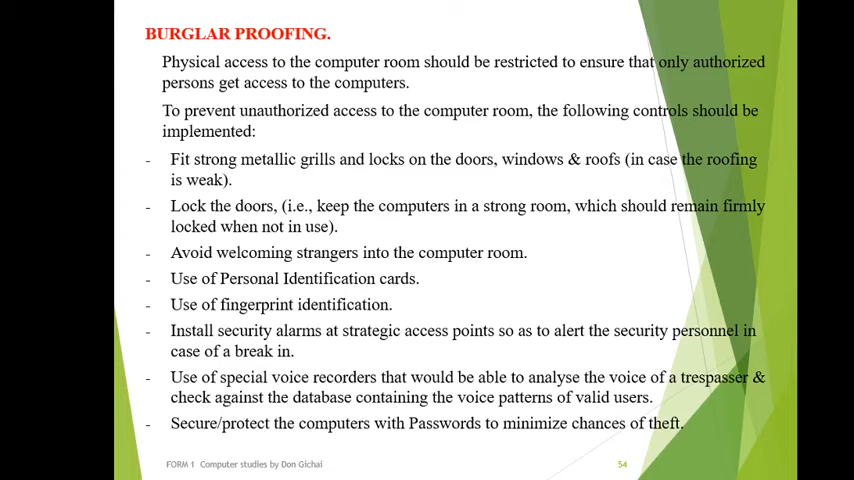 BURGLAR PROOFING.
Physical access to the computer room should be restricted to ensure that only authorized
persons get access to the computers.
To prevent unauthorized access to the computer room, the following controls should be
implemented:
- Fit strong metallic grills and locks on the doors, windows & roofs (in case the roofing
is weak).
- Lock the doors, (i.e., keep the computers in a strong room, which should remain firmly
locked when not in use).
- Avoid welcoming strangers into the computer room.
- Use of Personal Identification cards.
- Use of fingerprint identification.
- Install security alarms at strategic access points so as to alert the security personnel in
case of a break in.
- Use of special voice recorders that would be able to analyse the voice of a trespasser &
check against the database containing the voice patterns of valid users.
- Secure/protect the computers with Passwords to minimize chances of theft.
FORM 1 Computer studies by Don Gichai 54